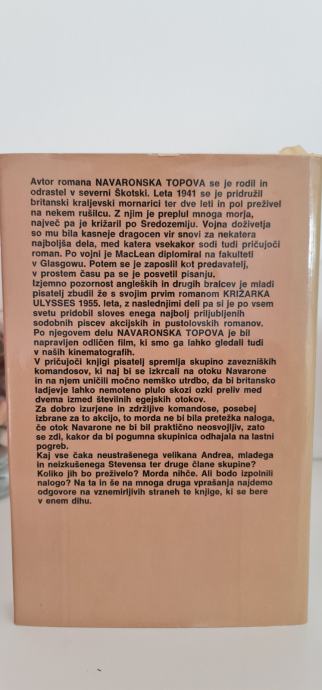 Avtor romana NAVARONSKA TOPOVA se je rodil in
odrastel v severni Škotski. Leta 1941 se je pridružil
britanski kraljevski mornarici ter dve leti in pol preživel
na nekem rušilcu. Z njim je preplul mnoga morja,
največ pa je križaril po Sredozemlju. Vojna doživetja
so mu bila kasneje dragocen vir snovi za nekatera
najboljša dela, med katera vsekakor sodi tudi pričujoči
roman. Po vojni je MacLean diplomiral na fakulteti
v Glasgowu. Potem se je zaposlil kot predavatelj,
v prostem času pa se je posvetil pisanju.
Izjemno pozornost angleških in drugih bralcev je mladi
pisatelj zbudil že s svojim prvim romanom KRIŽARKA
ULYSSES 1955. leta, z naslednjimi deli pa si je po vsem
svetu pridobil sloves enega najbolj priljubljenih
sodobnih piscev akcijskih in pustolovskih romanov.
Po njegovem delu NAVARONSKA TOPOVA je bil
napravljen odličen film, ki smo ga lahko gledali tudi
v naših kinematografih.
V pričujoči knjigi pisatelj spremlja skupino zavezniških
komandosov, ki naj bi se izkrcali na otoku Navarone
in na njem uničili močno nemško utrdbo, da bi britansko
ladjevje lahko nemoteno plulo skozi ozki preliv med
dvema izmed številnih egejskih otokov.
Za dobro izurjene in zdržljive komandose, posebej
izbrane za to akcijo, to morda ne bi bila pretežka naloga,
če otok Navarone ne bi bil praktično neosvojljiv, zato
se zdi, kakor da bi pogumna skupinica odhajala na lastni
pogreb.
Kaj vse čaka neustrašenega velikana Andrea, mladega
in neizkušenega Stevensa ter druge člane skupine?
Koliko jih bo preživelo? Morda nihče. Ali bodo izpolnili
nalogo? Na ta in še na mnoga druga vprašanja najdemo
odgovore na vznemirljivih straneh te knjige, ki se bere
v enem dihu.